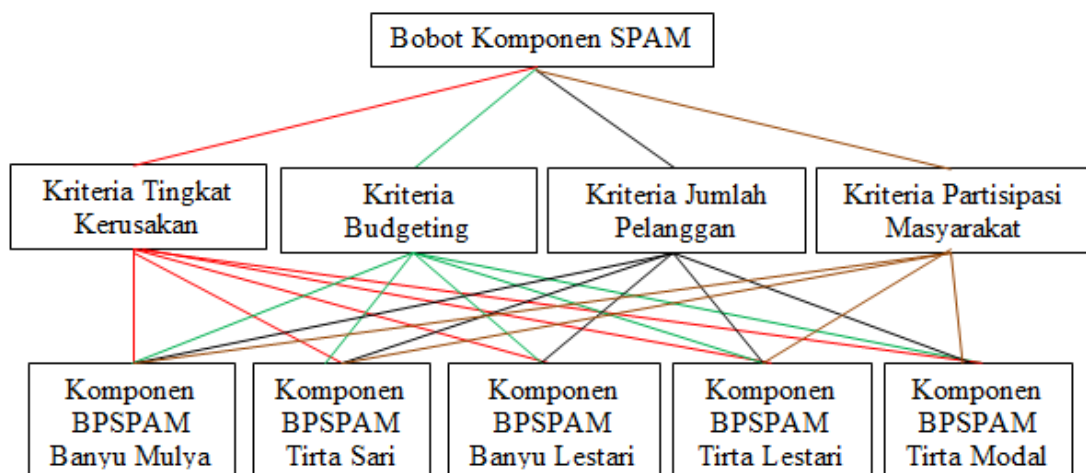 Bobot Komponen SPAM
Kriteria Tingkat
Kerusakan
Kriteria
Budgeting
Kriteria Jumlah
Pelanggan
Kriteria Partisipasi
Masyarakat
Komponen
BPSPAM
Banyu Mulya
Komponen
BPSPAM
Tirta Sari
Komponen
BPSPAM
Banyu Lestari
Komponen
BPSPAM
Tirta Lestari
Komponen
BPSPAM
Tirta Modal